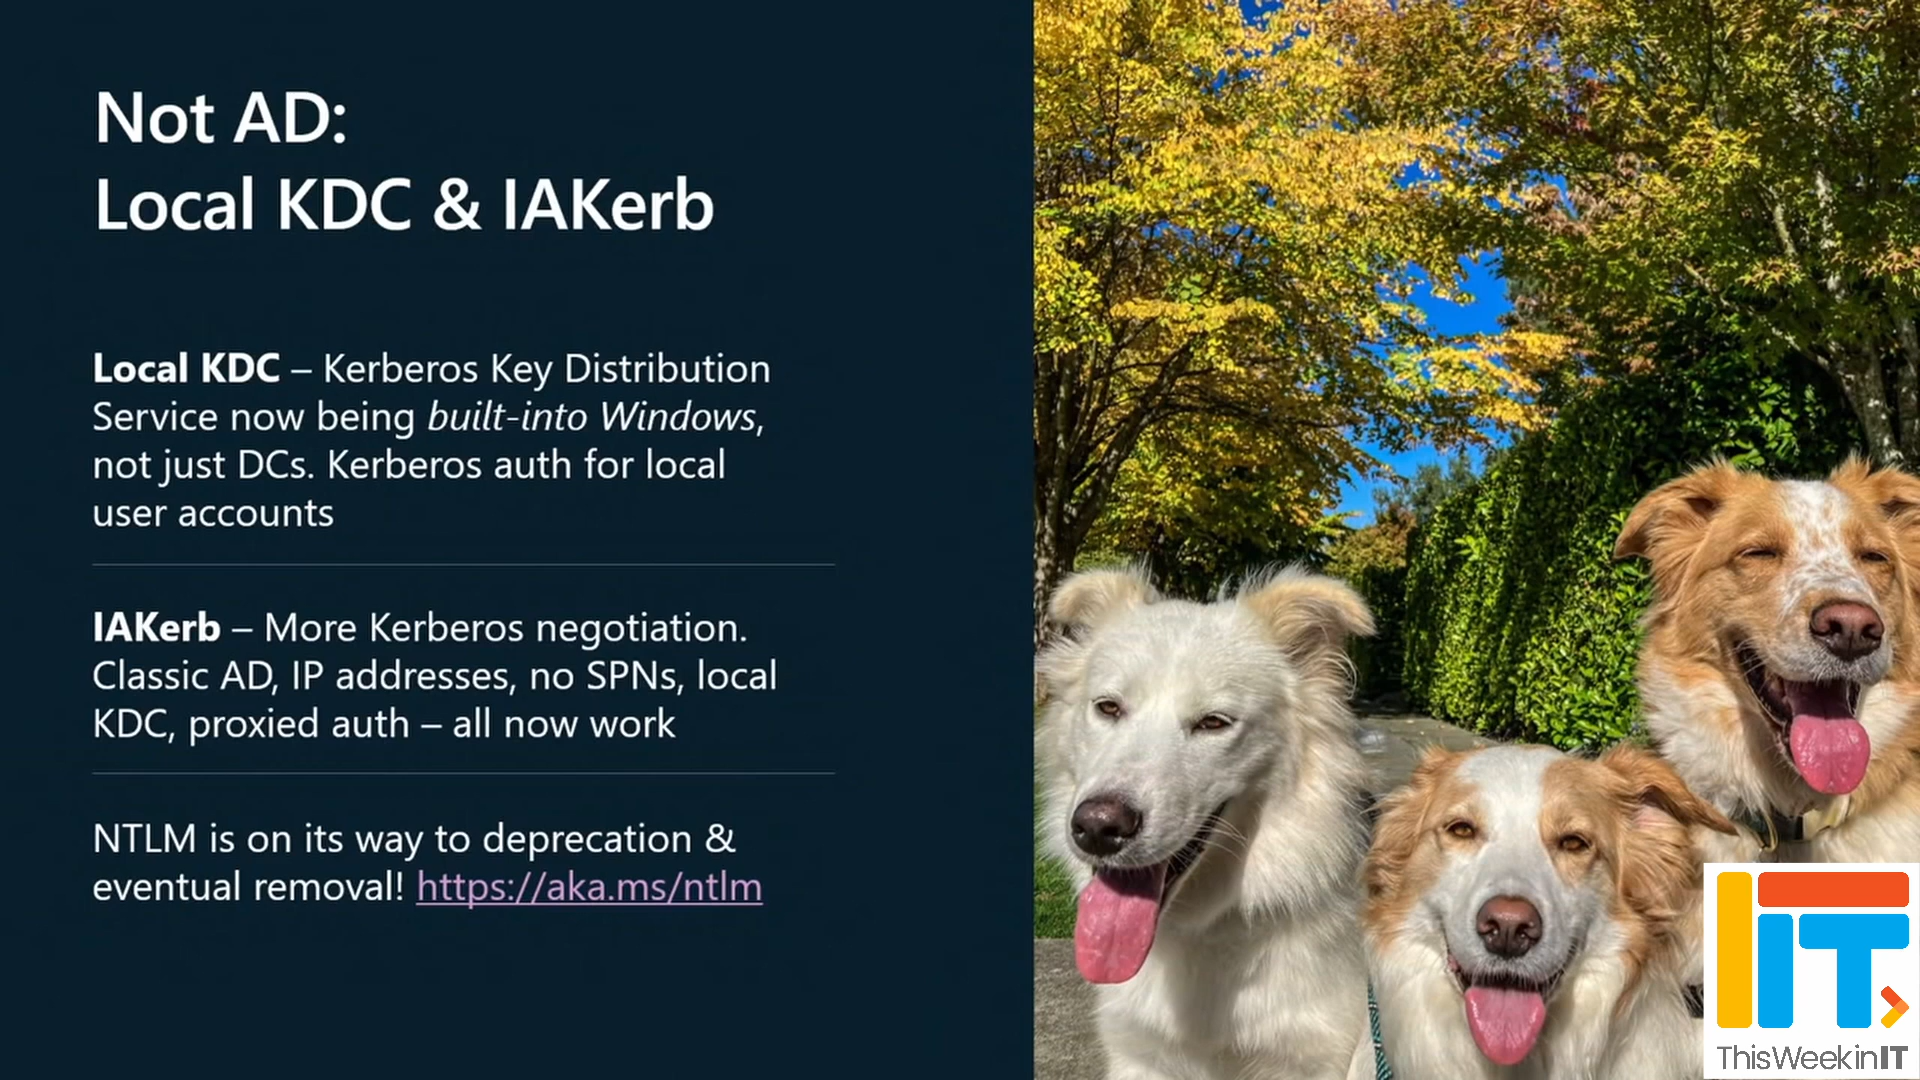 Not AD:
Local KDC & IAKerb
Local KDC – Kerberos Key Distribution
Service now being built-into Windows,
not just DCs. Kerberos auth for local
user accounts
IAKerb – More Kerberos negotiation.
Classic AD, IP addresses, no SPNs, local
KDC, proxied auth – all now work
NTLM is on its way to deprecation &
eventual removal! https://aka.ms/ntlm
IT
ThisWeekinIT